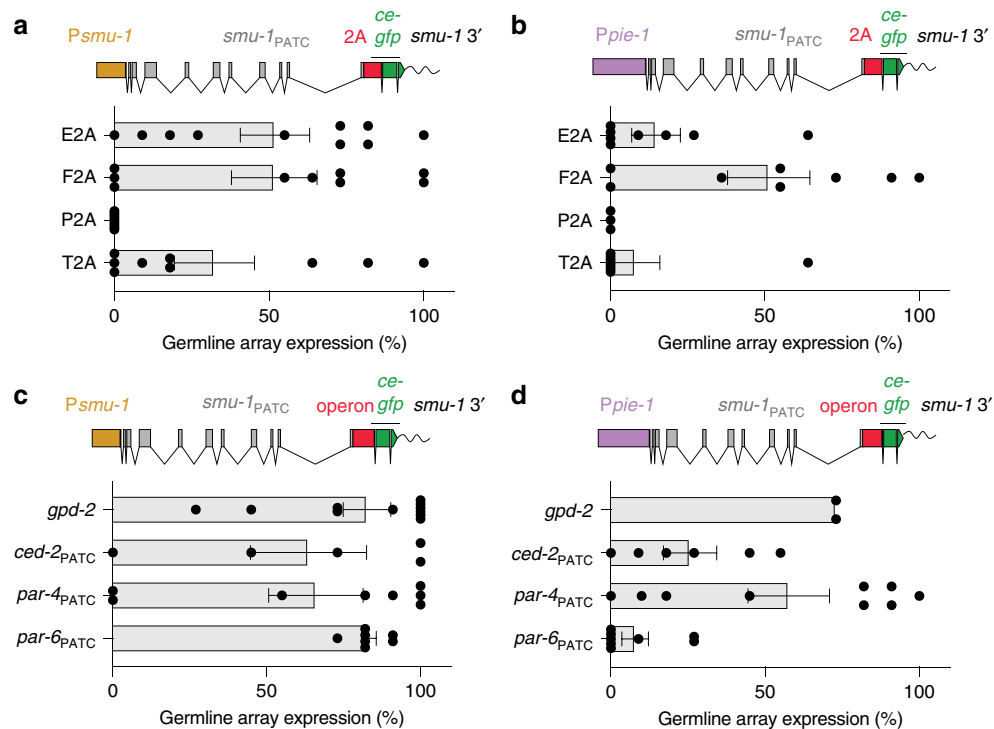 a
Psmu-1
smu-1PATC
2A
ce-gfp
smu-1 3′
E2A
F2A
P2A
T2A
0 50 100
Germline array expression (%)
b
Ppie-1
smu-1PATC
2A
ce-gfp
smu-1 3′
E2A
F2A
P2A
T2A
0 50 100
Germline array expression (%)
c
Psmu-1
smu-1PATC
operon
ce-gfp
smu-1 3′
gpd-2
ced-2PATC
par-4PATC
par-6PATC
0 50 100
Germline array expression (%)
d
Ppie-1
smu-1PATC
operon
ce-gfp
smu-1 3′
gpd-2
ced-2PATC
par-4PATC
par-6PATC
0 50 100
Germline array expression (%)